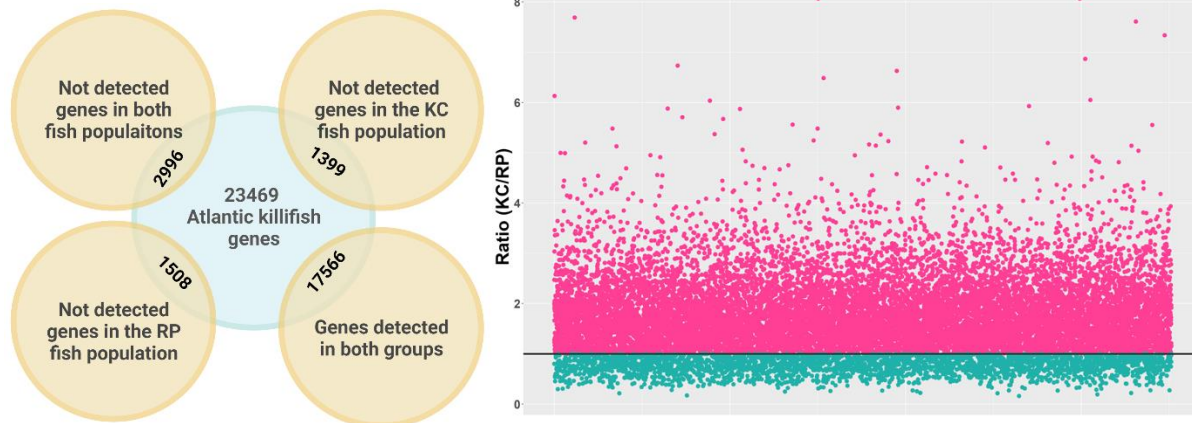 Not detected
genes in both
fish populaitons
2996
Not detected
genes in the KC
fish population
1399
23469
Atlantic killifish
genes
1508
Not detected
genes in the RP
fish population
17566
Genes detected
in both groups
Ratio (KC/RP)
8
6
4
2
0